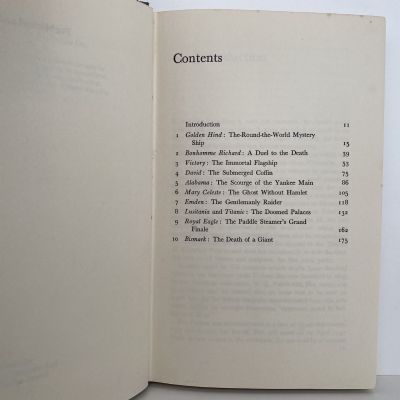 Contents
Introduction 11
1 Golden Hind: The-Round-the-World Mystery
Ship 15
2 Bonhomme Richard: A Duel to the Death 39
3 Victory: The Immortal Flagship 53
4 David: The Submerged Coffin 75
5 Alabama: The Scourge of the Yankee Main 86
6 Mary Celeste: The Ghost Without Hamlet 105
7 Emden: The Gentlemanly Raider 118
8 Lusitania and Titanic: The Doomed Palaces 132
9 Royal Eagle: The Paddle Steamer's Grand
Finale 162
10 Bismark: The Death of a Giant 175